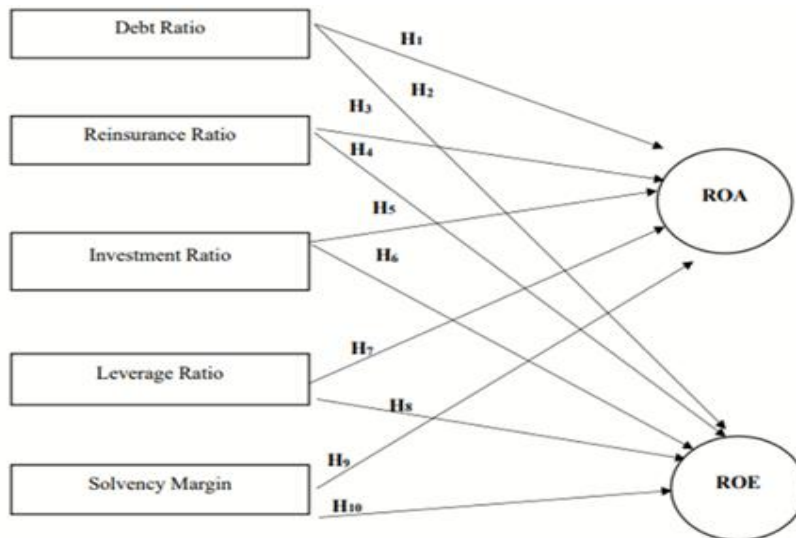 Debt Ratio
H1
H2
Reinsurance Ratio
H3
H4
ROA
Investment Ratio
H5
H6
Leverage Ratio
H7
H8
Solvency Margin
H9
H10
ROE